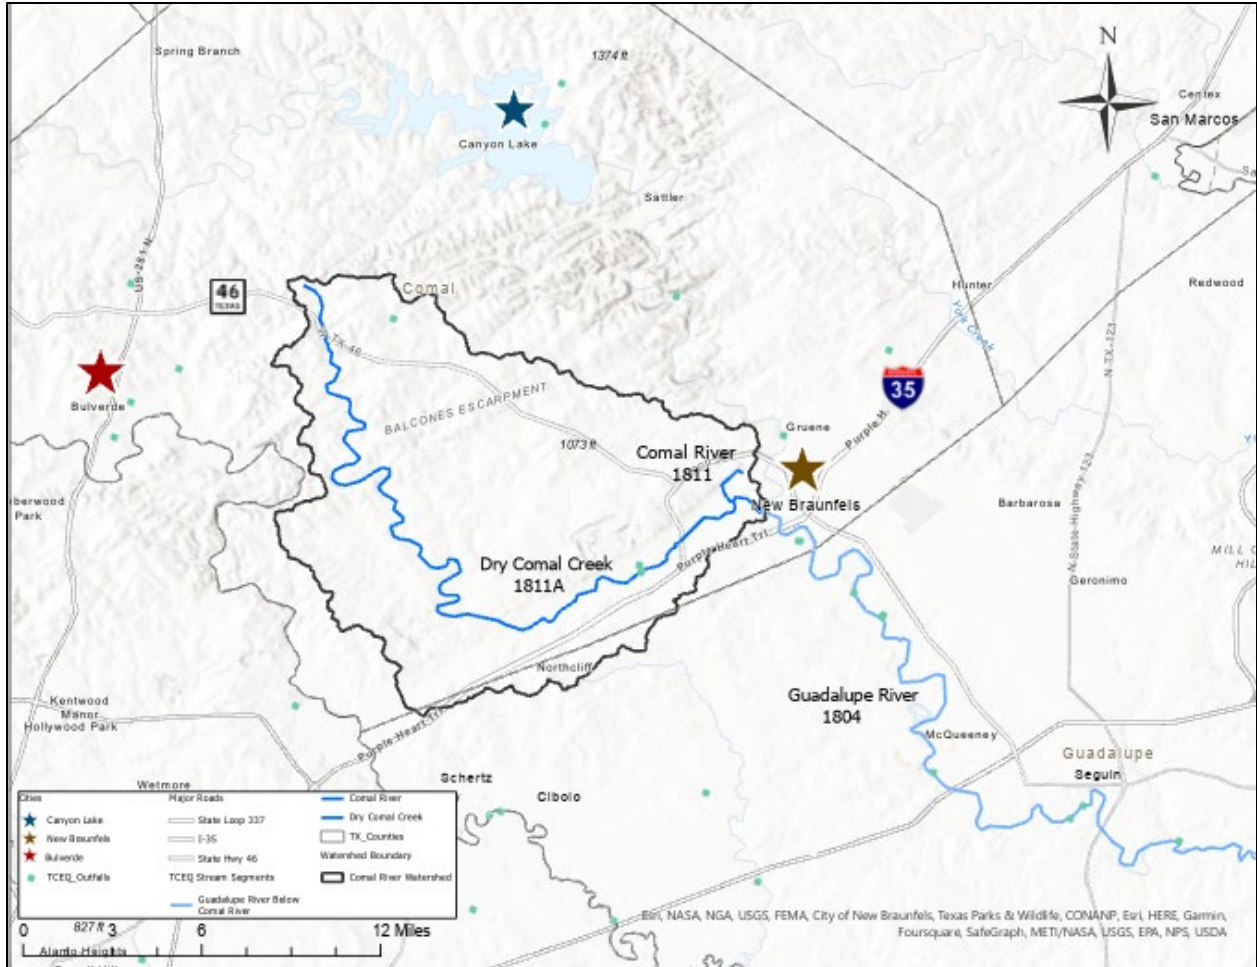 Spring Branch
1374 ft
N
Centex
San Marcos
Canyon Lake
Sattler
US-281 N
46
TEXAS
Comal
Hunter
Redwood
York Creek
N TX-123
TX-46
35
Bulverde
BALCONES ESCARPMENT
Purple H
Gruene
1073 ft
Comal River
1811
New Braunfels
Barbarosa
Park
N State Highway 123
Purple Heart Trl
Dry Comal Creek
1811A
MILL C
HIL
Geronimo
Northcliff
Guadalupe River
1804
Kentwood
Manor
Hollywood Park
Purple Heart Trl
McQueeney
Guadalupe
Seguin
Schertz
Cibolo
Wetmore
Cities
Canyon Lake
New Braunfels
Bulverde
TCEQ_Outfalls
Major Roads
State Loop 337
I-35
State Hwy 46
TCEQ Stream Segments
Guadalupe River Below
Comal River
Comal River
Dry Comal Creek
TX_Counties
Watershed Boundary
Comal River Watershed
827 ft
0 3 6 12 Miles
Alamo Heights
Esri, NASA, NGA, USGS, FEMA, City of New Braunfels, Texas Parks & Wildlife, CONANP, Esri, HERE, Garmin,
Foursquare, SafeGraph, METI/NASA, USGS, EPA, NPS, USDA